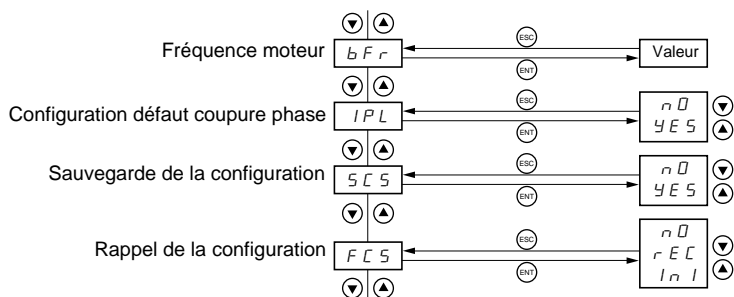 ESC
Fréquence moteur bFr Valeur
ENT
ESC
Configuration défaut coupure phase IPL nO
YES
ENT
ESC
Sauvegarde de la configuration SCS nO
YES
ENT
ESC
Rappel de la configuration FCS nO
rEC
InI
ENT